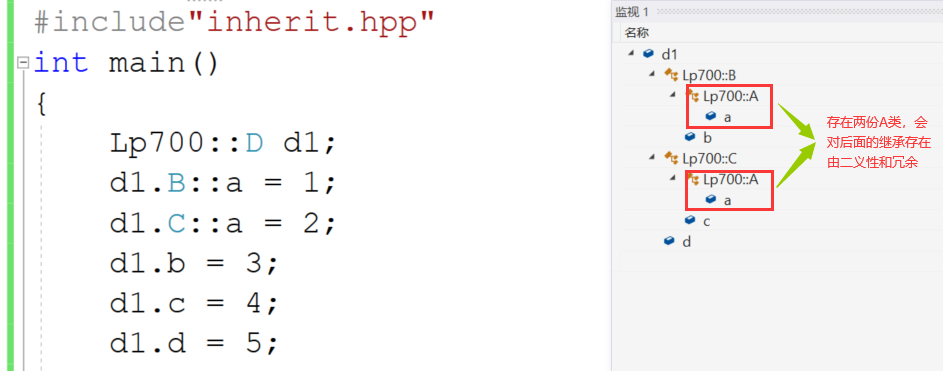 #include"inherit.hpp"
int main()
{
Lp700::D d1;
d1.B::a = 1;
d1.C::a = 2;
d1.b = 3;
d1.c = 4;
d1.d = 5;
监视 1
名称
d1
Lp700::B
Lp700::A
a
b
Lp700::C
Lp700::A
a
c
d
存在两份A类，会
对后面的继承存在
由二义性和冗余